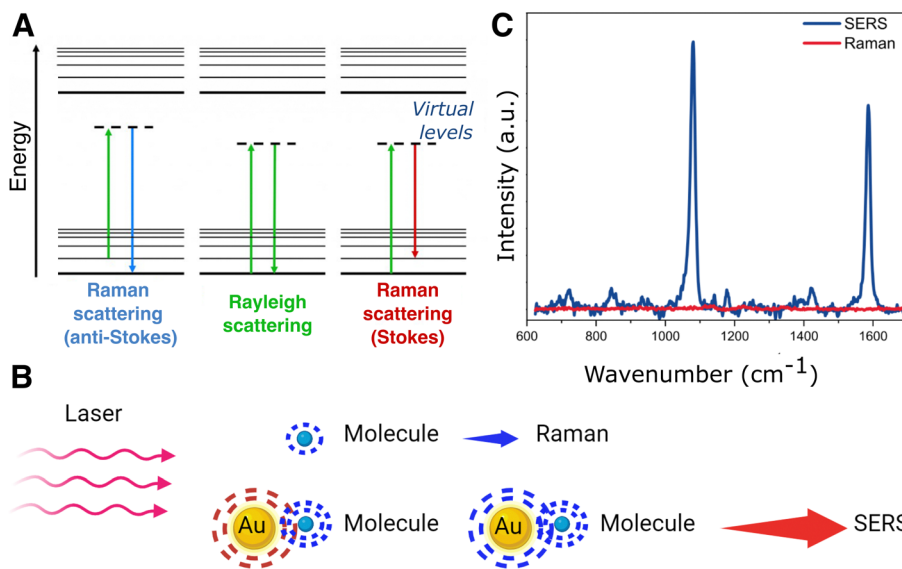 A
Energy
Virtual
levels
Raman
scattering
(anti-Stokes)
Rayleigh
scattering
Raman
scattering
(Stokes)
C
SERS
Raman
Intensity (a.u.)
600 800 1000 1200 1400 1600
Wavenumber (cm-1)
B
Laser
Molecule Raman
Au Molecule Au Molecule SERS